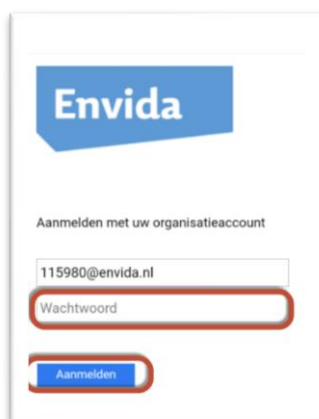 Envida
Aanmelden met uw organisatieaccount
115980@envida.nl
Wachtwoord
Aanmelden